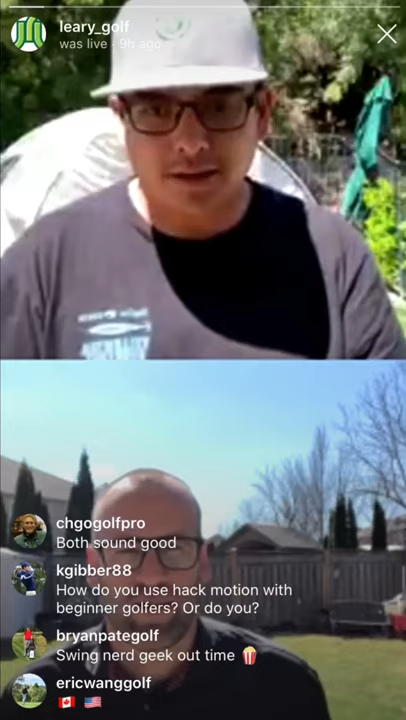 leary_golf
was live · 9h ago
chgogolfpro
Both sound good
kgibber88
How do you use hack motion with
beginner golfers? Or do you?
bryanpategolf
Swing nerd geek out time 🍿
ericwanggolf
🇨🇦 🇺🇸